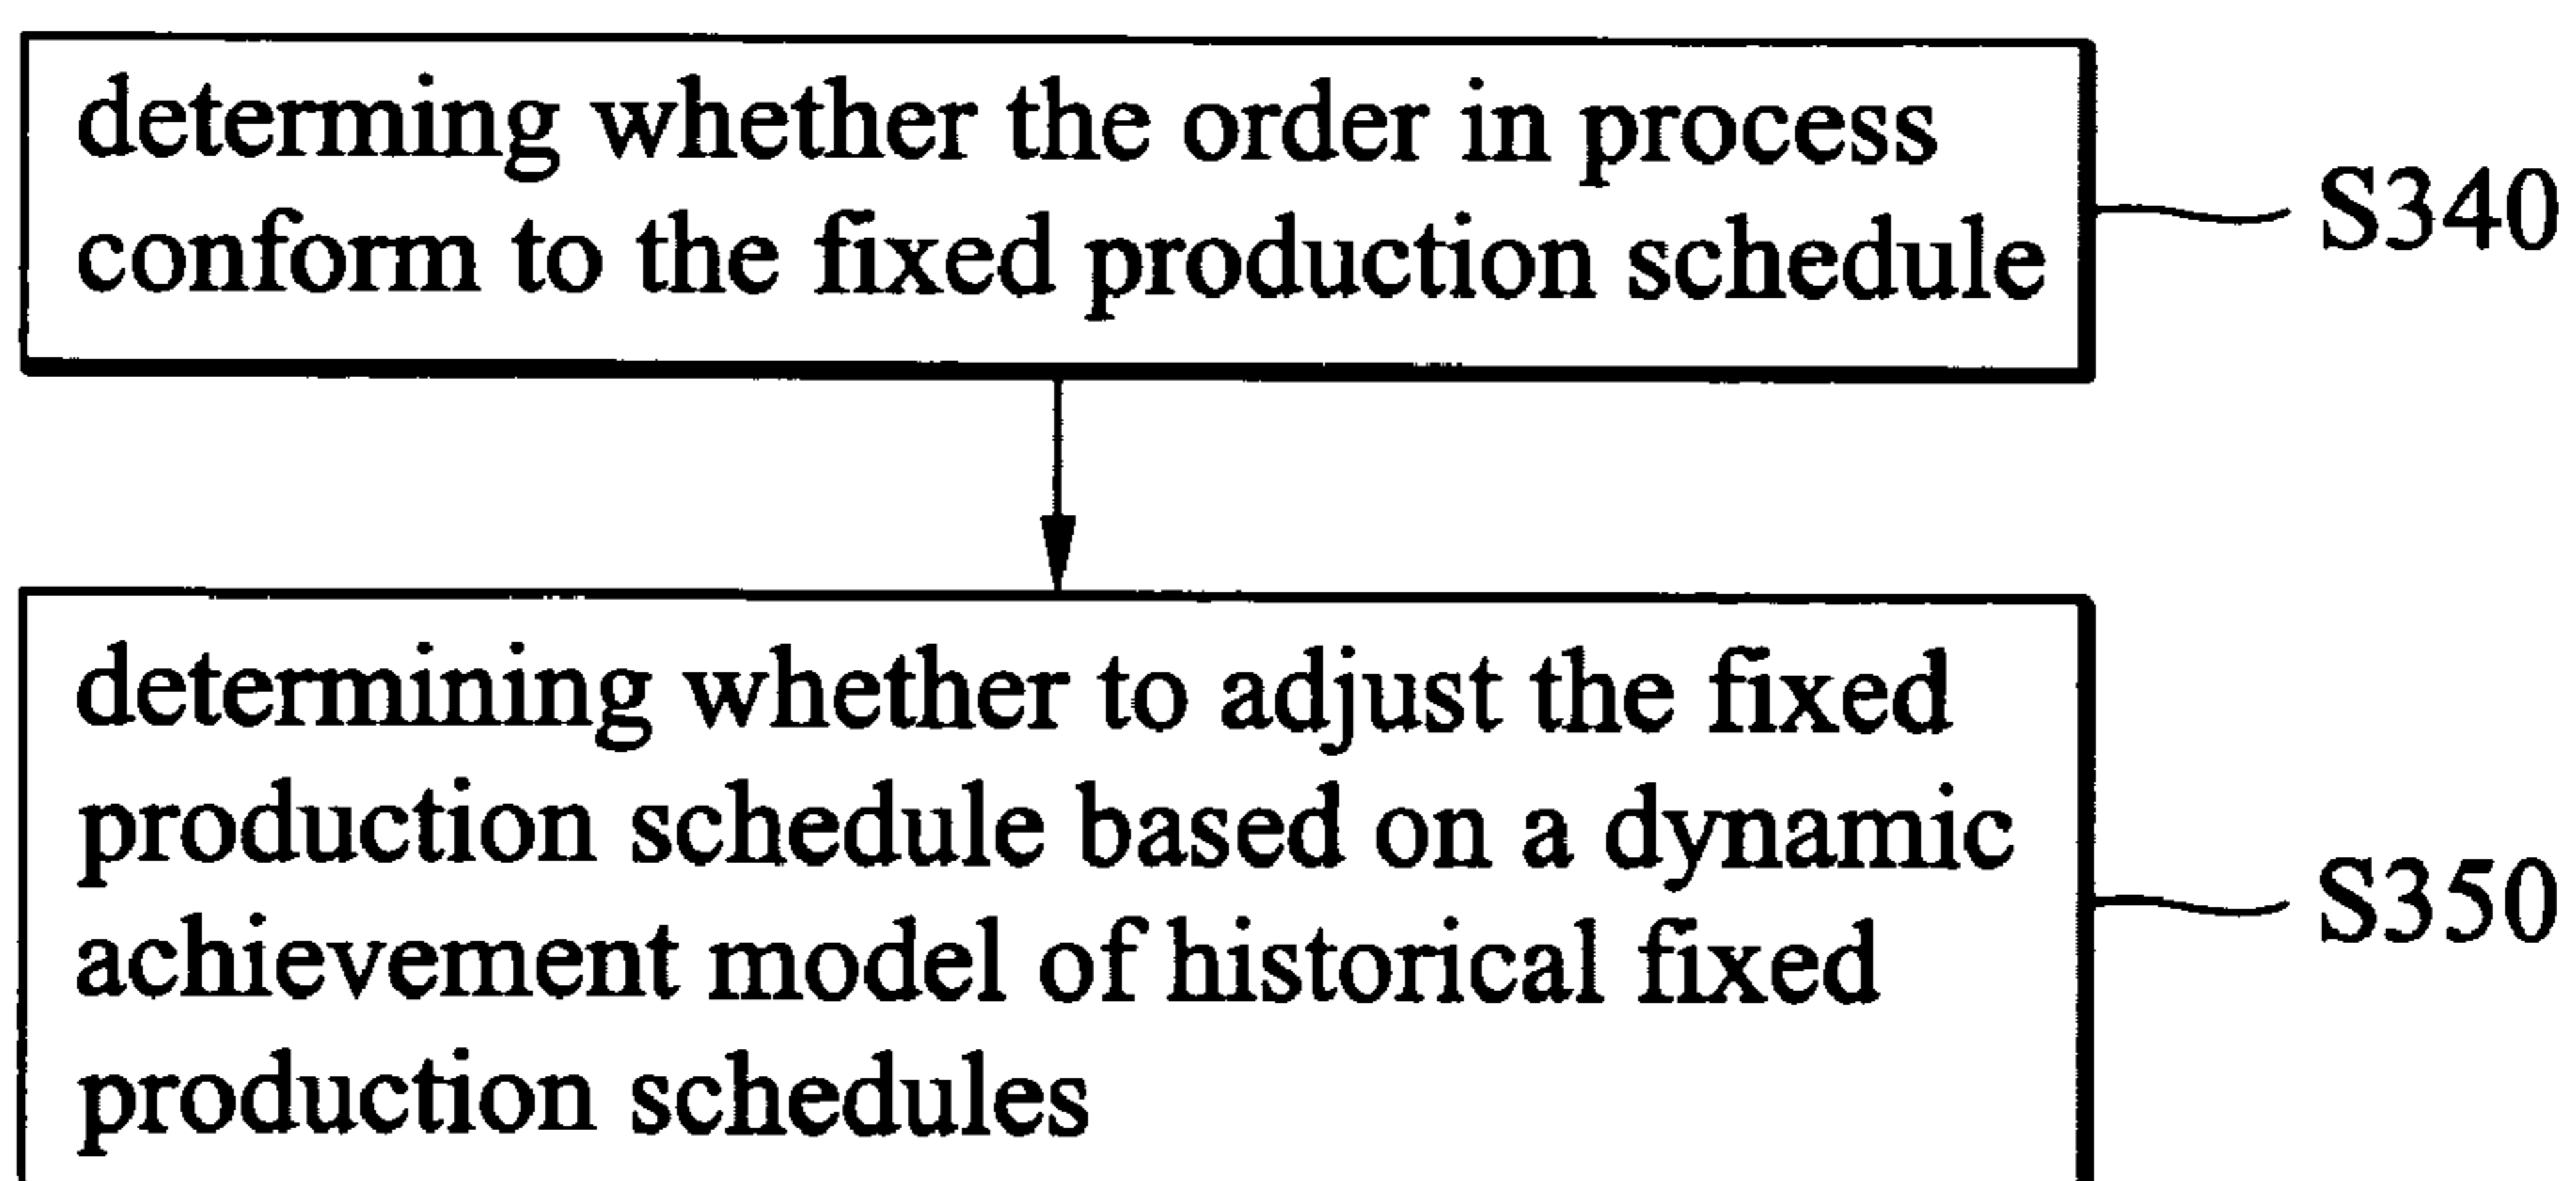 determing whether the order in process
conform to the fixed production schedule
S340
determining whether to adjust the fixed
production schedule based on a dynamic
achievement model of historical fixed
production schedules
S350